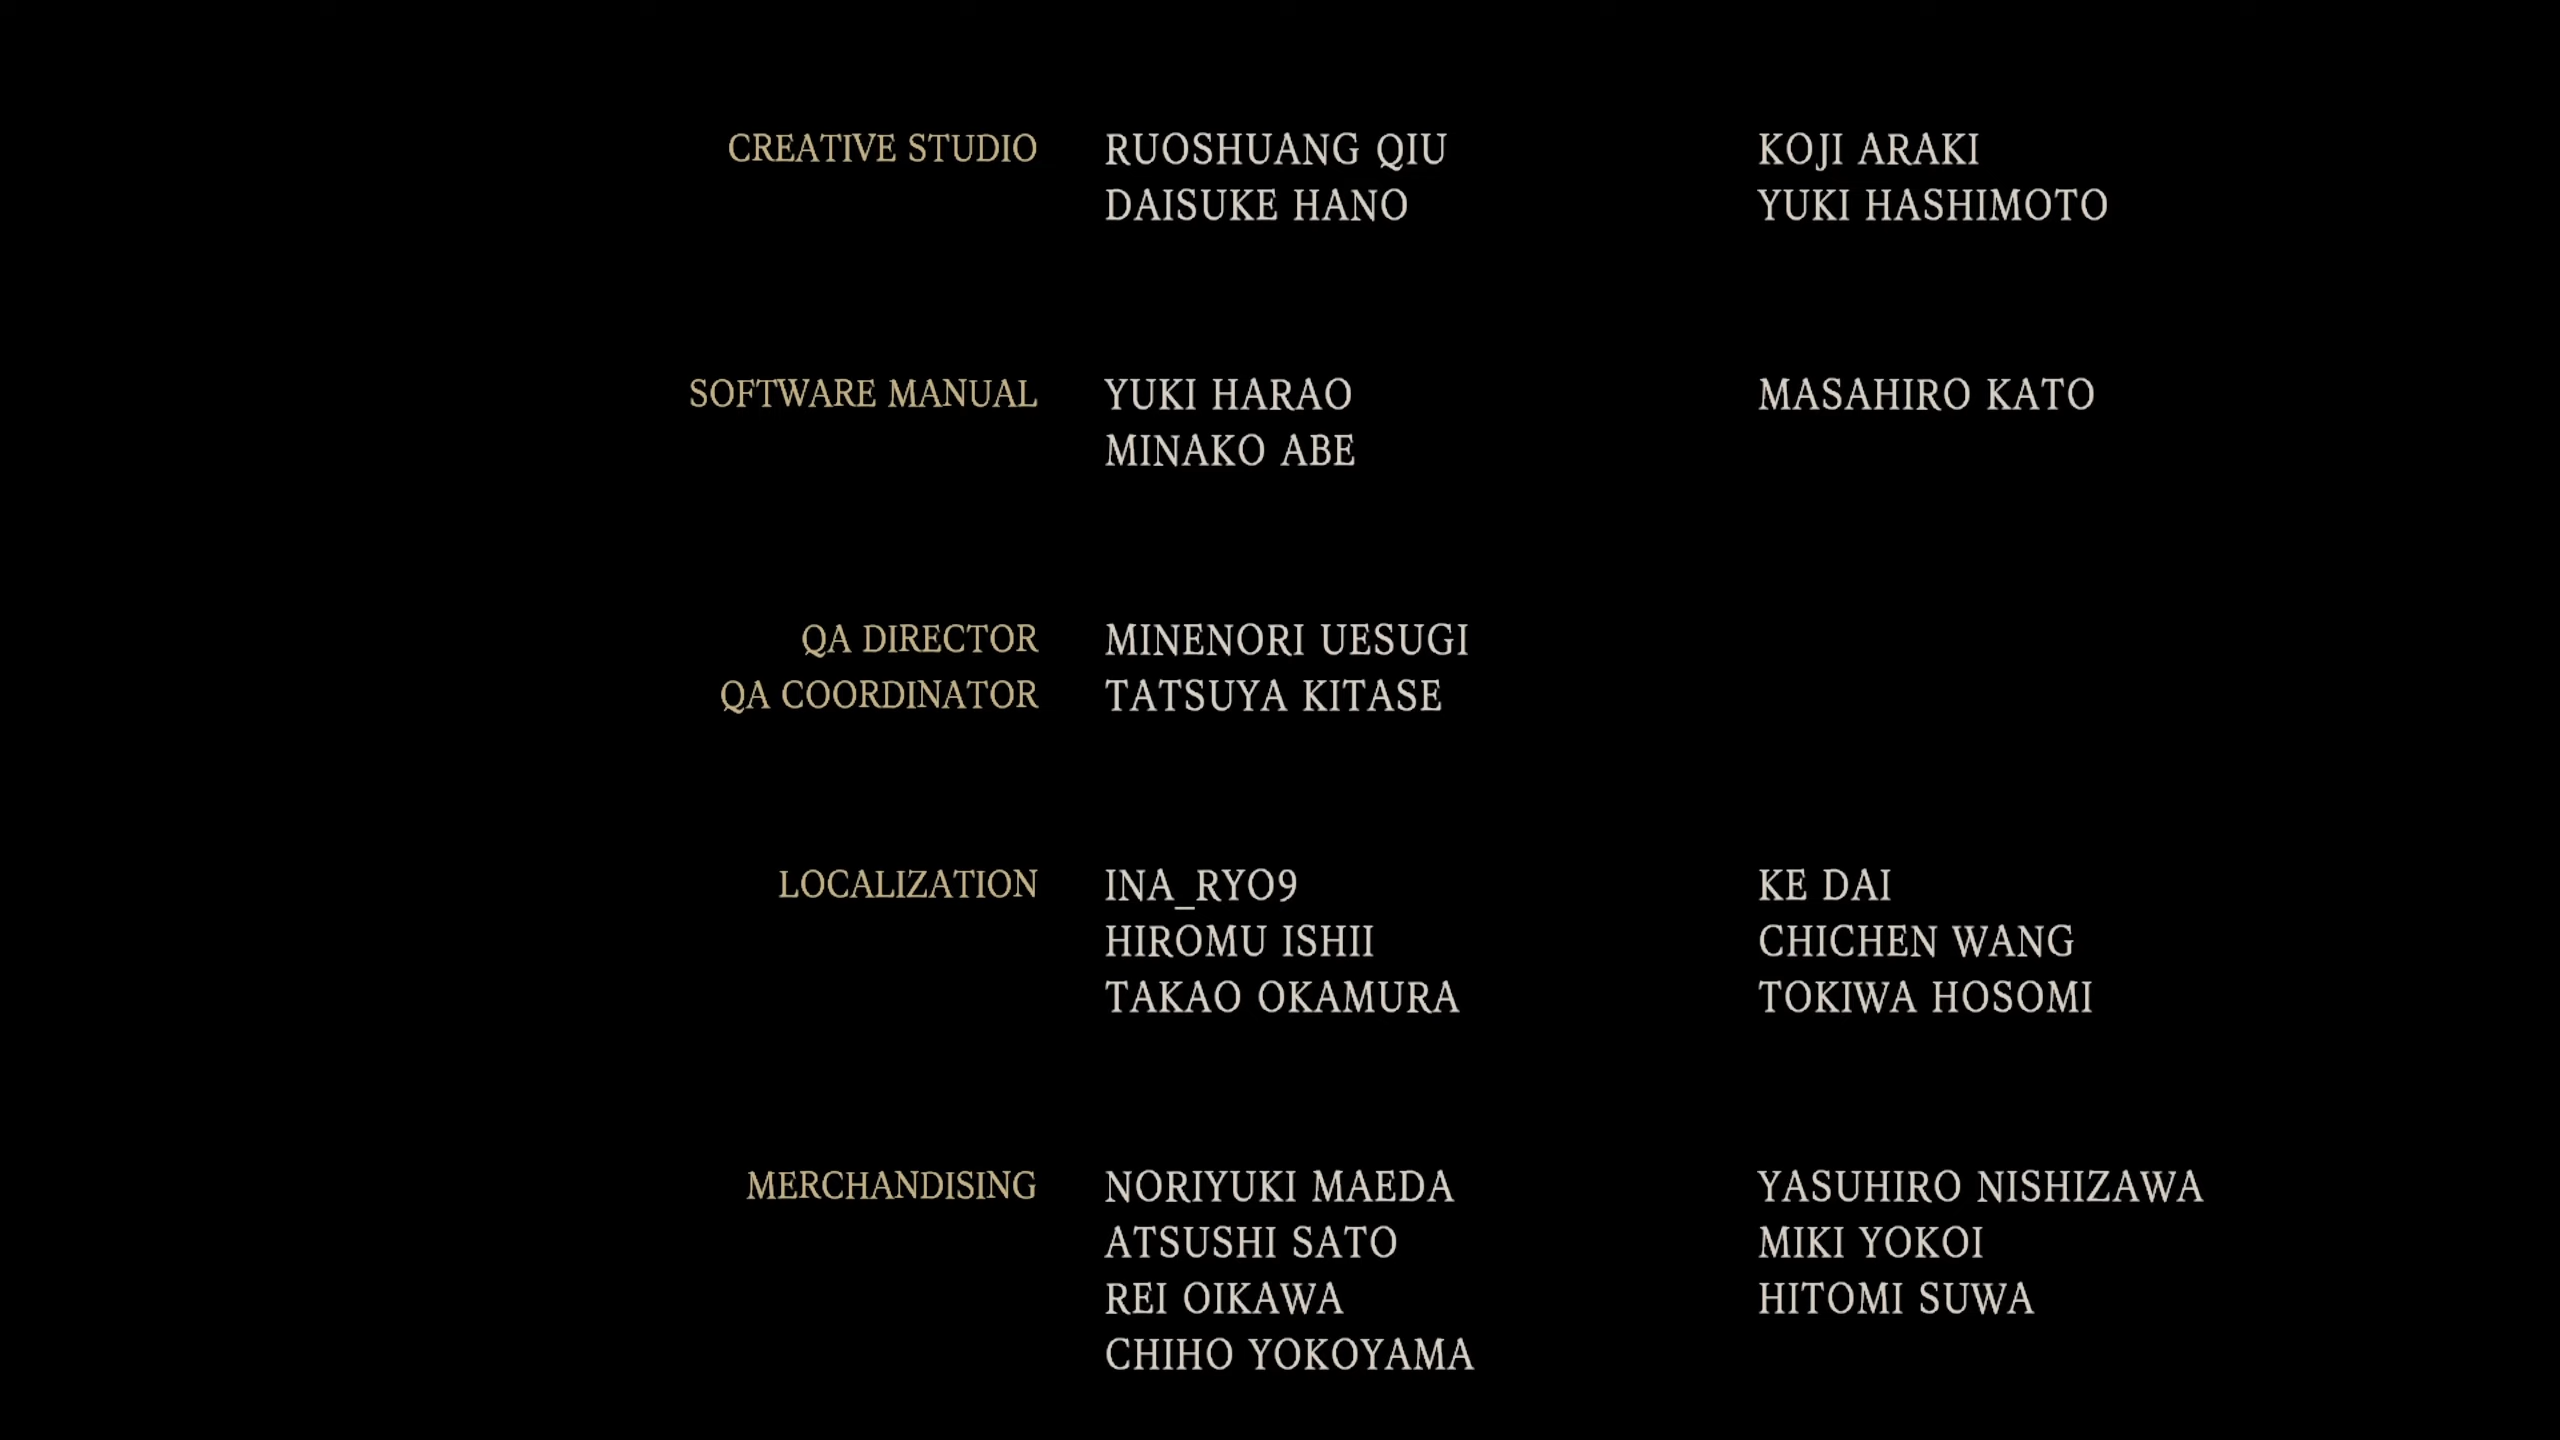 CREATIVE STUDIO RUOSHUANG QIU KOJI ARAKI
DAISUKE HANO YUKI HASHIMOTO
SOFTWARE MANUAL YUKI HARAO MASAHIRO KATO
MINAKO ABE
QA DIRECTOR MINENORI UESUGI
QA COORDINATOR TATSUYA KITASE
LOCALIZATION INA_RYO9 KE DAI
HIROMU ISHII CHICHEN WANG
TAKAO OKAMURA TOKIWA HOSOMI
MERCHANDISING NORIYUKI MAEDA YASUHIRO NISHIZAWA
ATSUSHI SATO MIKI YOKOI
REI OIKAWA HITOMI SUWA
CHIHO YOKOYAMA